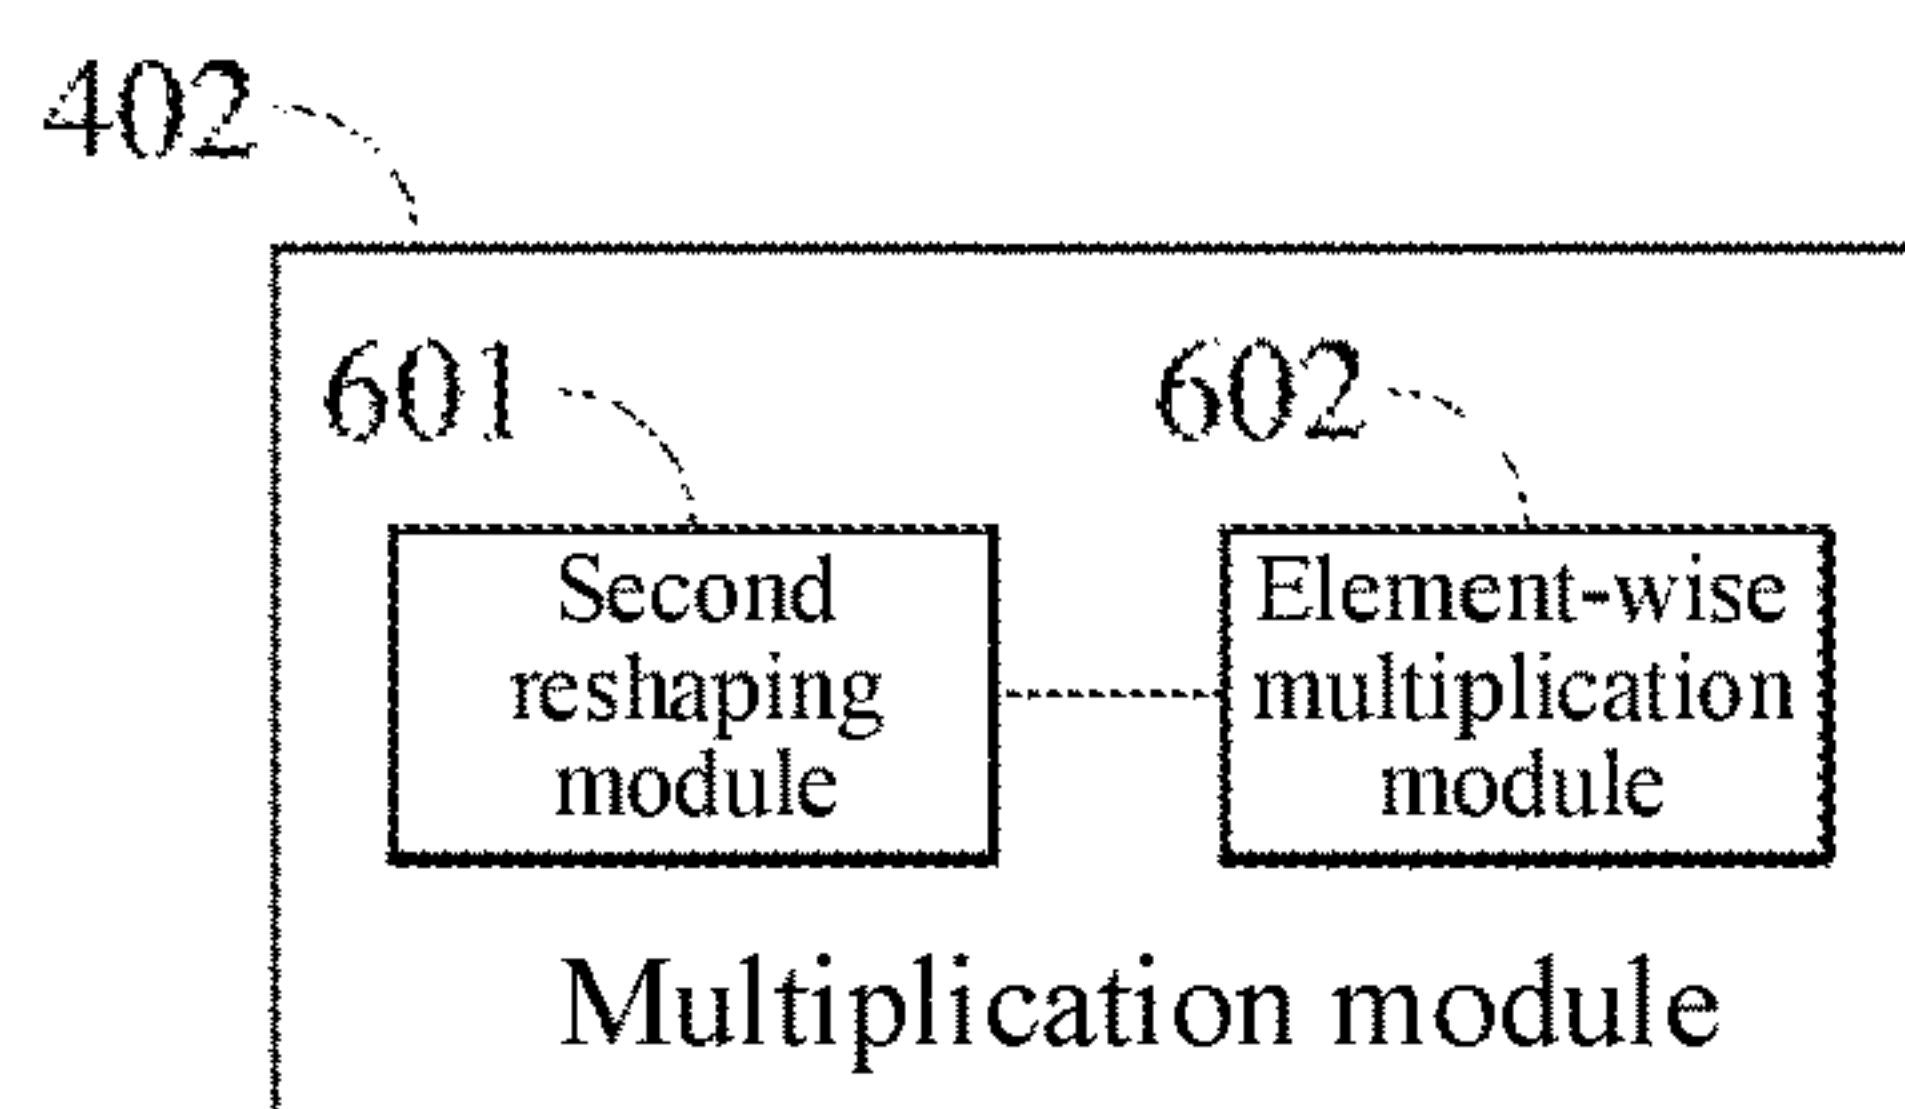 402
601
602
Second
reshaping
module
Element-wise
multiplication
module
Multiplication module